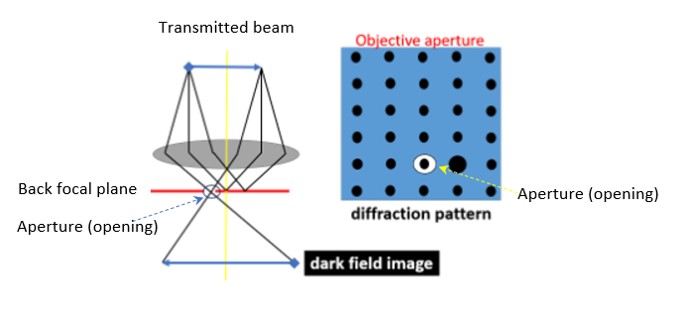 Transmitted beam
Objective aperture
Back focal plane
Aperture (opening)
Aperture (opening)
diffraction pattern
dark field image